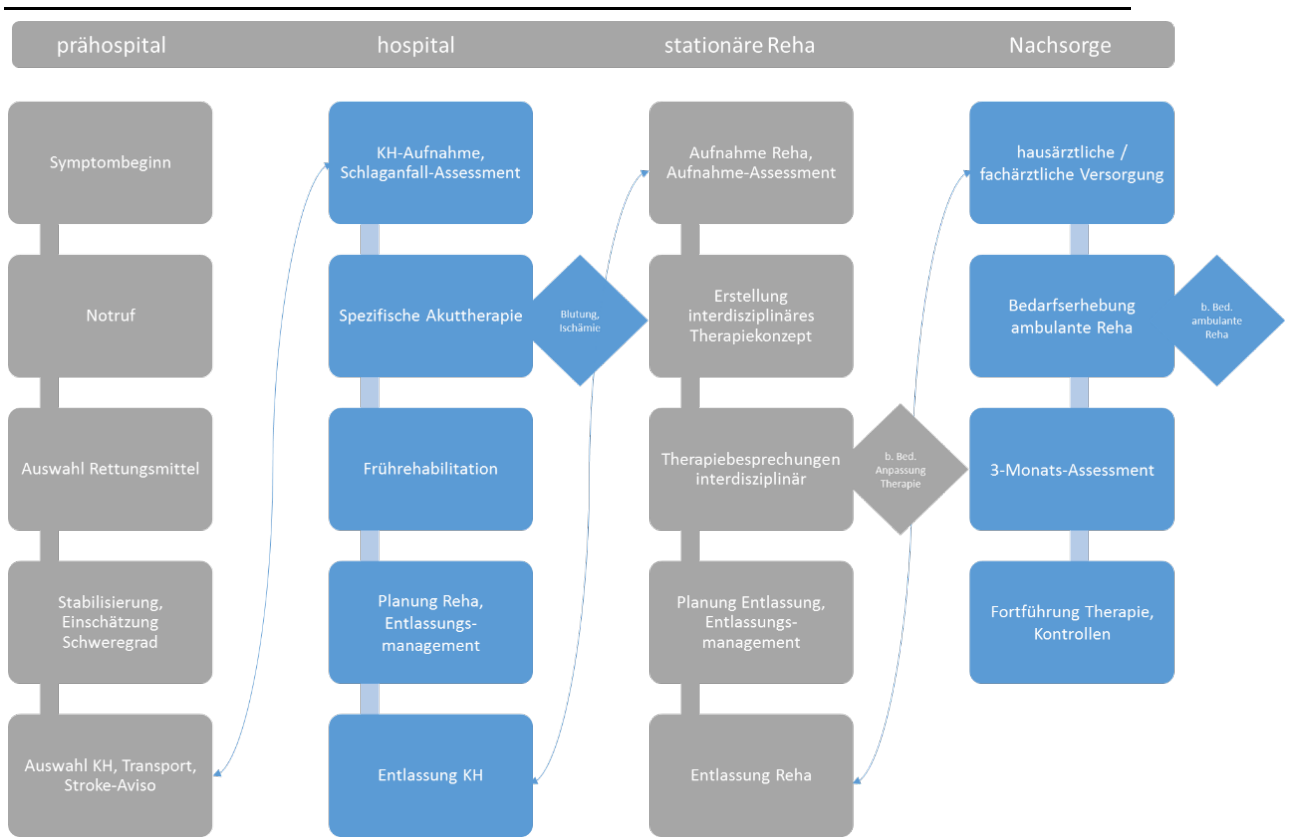 prähospital
hospital
stationäre Reha
Nachsorge
Symptombeginn
Notruf
Auswahl Rettungsmittel
Stabilisierung,
Einschätzung
Schweregrad
Auswahl KH, Transport,
Stroke-Aviso
KH-Aufnahme,
Schlaganfall-Assessment
Spezifische Akuttherapie
Blutung,
Ischämie
Frührehabilitation
Planung Reha,
Entlassungs-
management
Entlassung KH
Aufnahme Reha,
Aufnahme-Assessment
Erstellung
interdisziplinäres
Therapiekonzept
Therapiebesprechungen
interdisziplinär
b. Bed.
Anpassung
Therapie
Planung Entlassung,
Entlassungs-
management
Entlassung Reha
hausärztliche /
fachärztliche Versorgung
Bedarfserhebung
ambulante Reha
b. Bed.
ambulante
Reha
3-Monats-Assessment
Fortführung Therapie,
Kontrollen